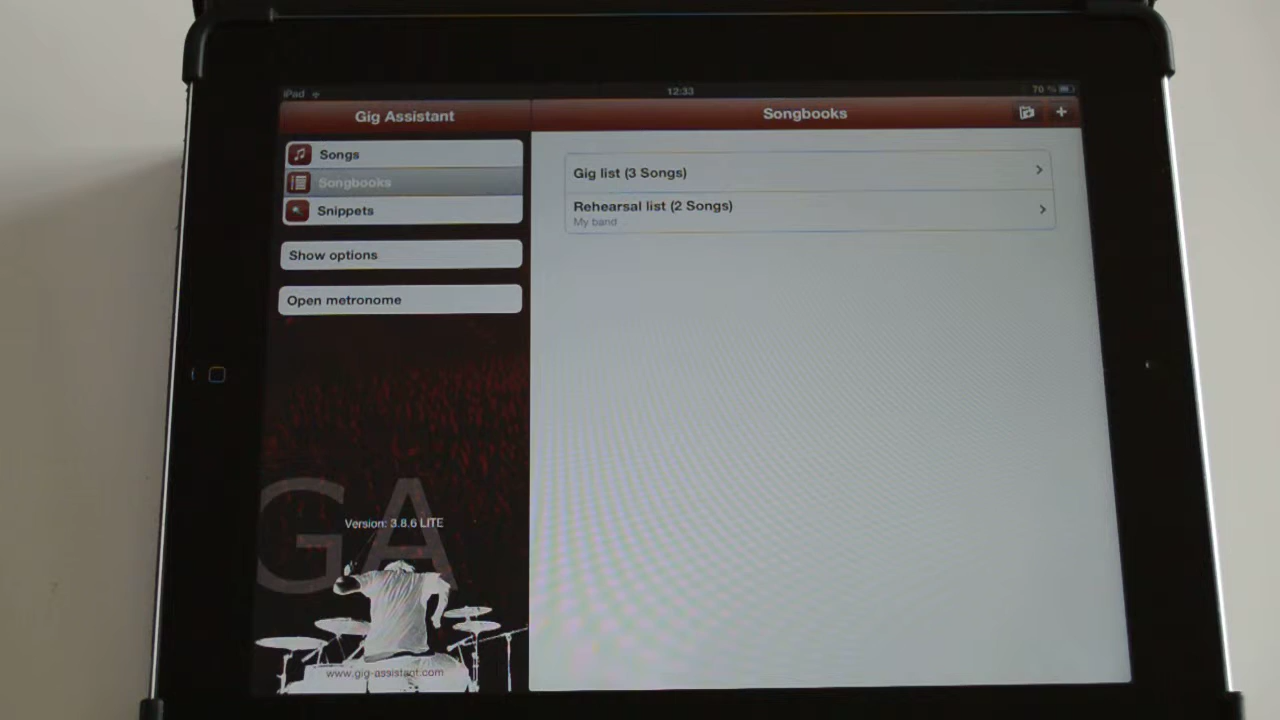 iPad
12:33
70 %
Gig Assistant
Songbooks
Songs
Songbooks
Snippets
Show options
Open metronome
Gig list (3 Songs)
Rehearsal list (2 Songs)
My band
GA
Version: 3.8.6 LITE
www.gig-assistant.com